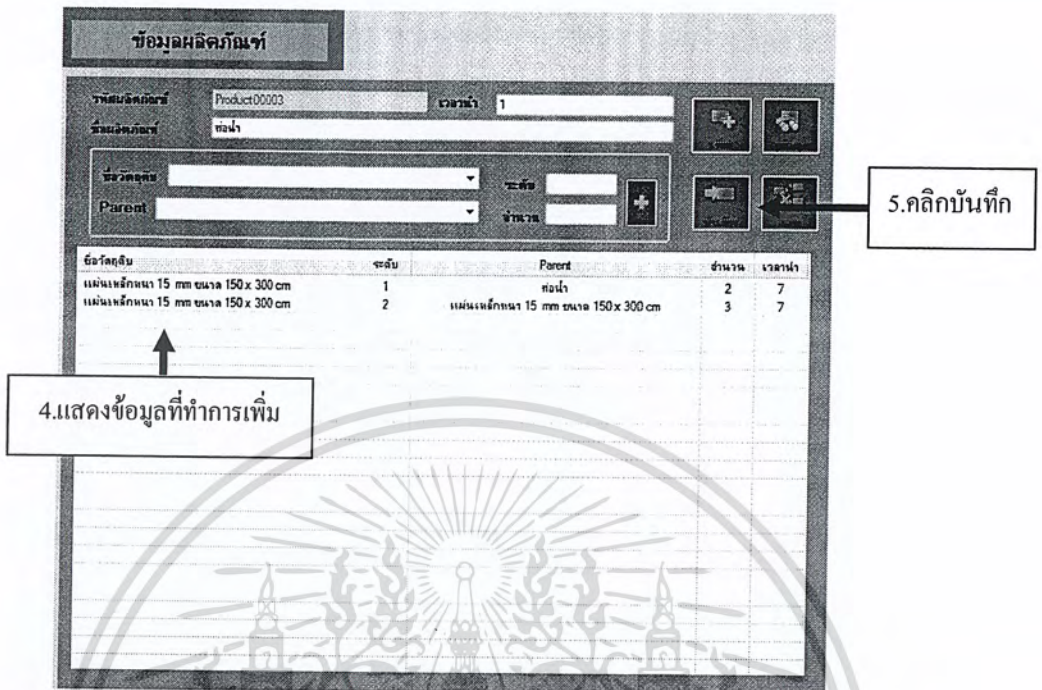 ข้อมูลผลิตภัณฑ์
รหัสผลิตภัณฑ์ Product00003 เวลานำ 1
ชื่อผลิตภัณฑ์ ท่อน้ำ
ชื่อวัตถุดิบ ระดับ
Parent จำนวน
5.คลิกบันทึก
ชื่อวัตถุดิบ ระดับ Parent จำนวน เวลานำ
แผ่นเหล็กหนา 15 mm ขนาด 150 x 300 cm 1 ท่อน้ำ 2 7
แผ่นเหล็กหนา 15 mm ขนาด 150 x 300 cm 2 แผ่นเหล็กหนา 15 mm ขนาด 150 x 300 cm 3 7
4.แสดงข้อมูลที่ทำการเพิ่ม